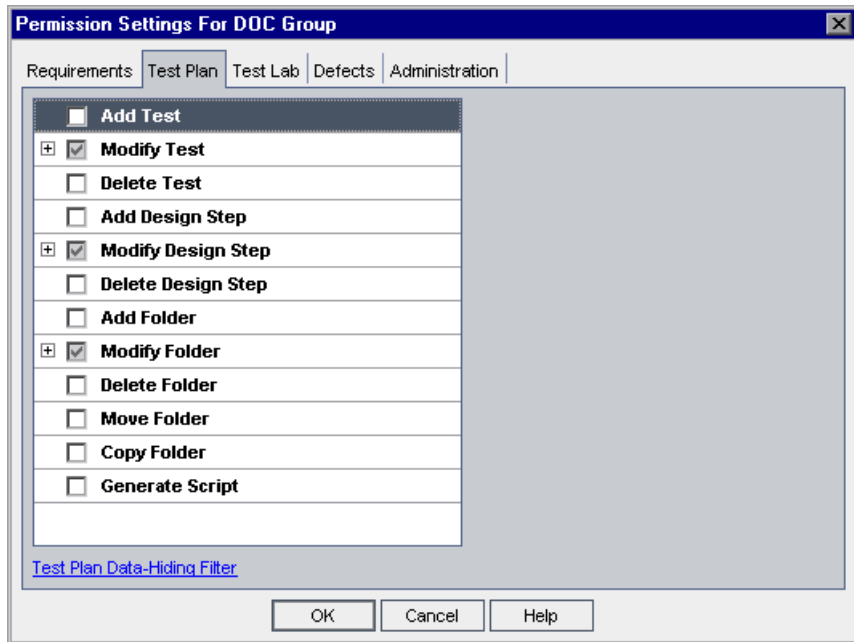 Permission Settings For DOC Group
Requirements Test Plan Test Lab Defects Administration
Add Test
Modify Test
Delete Test
Add Design Step
Modify Design Step
Delete Design Step
Add Folder
Modify Folder
Delete Folder
Move Folder
Copy Folder
Generate Script
Test Plan Data-Hiding Filter
OK Cancel Help